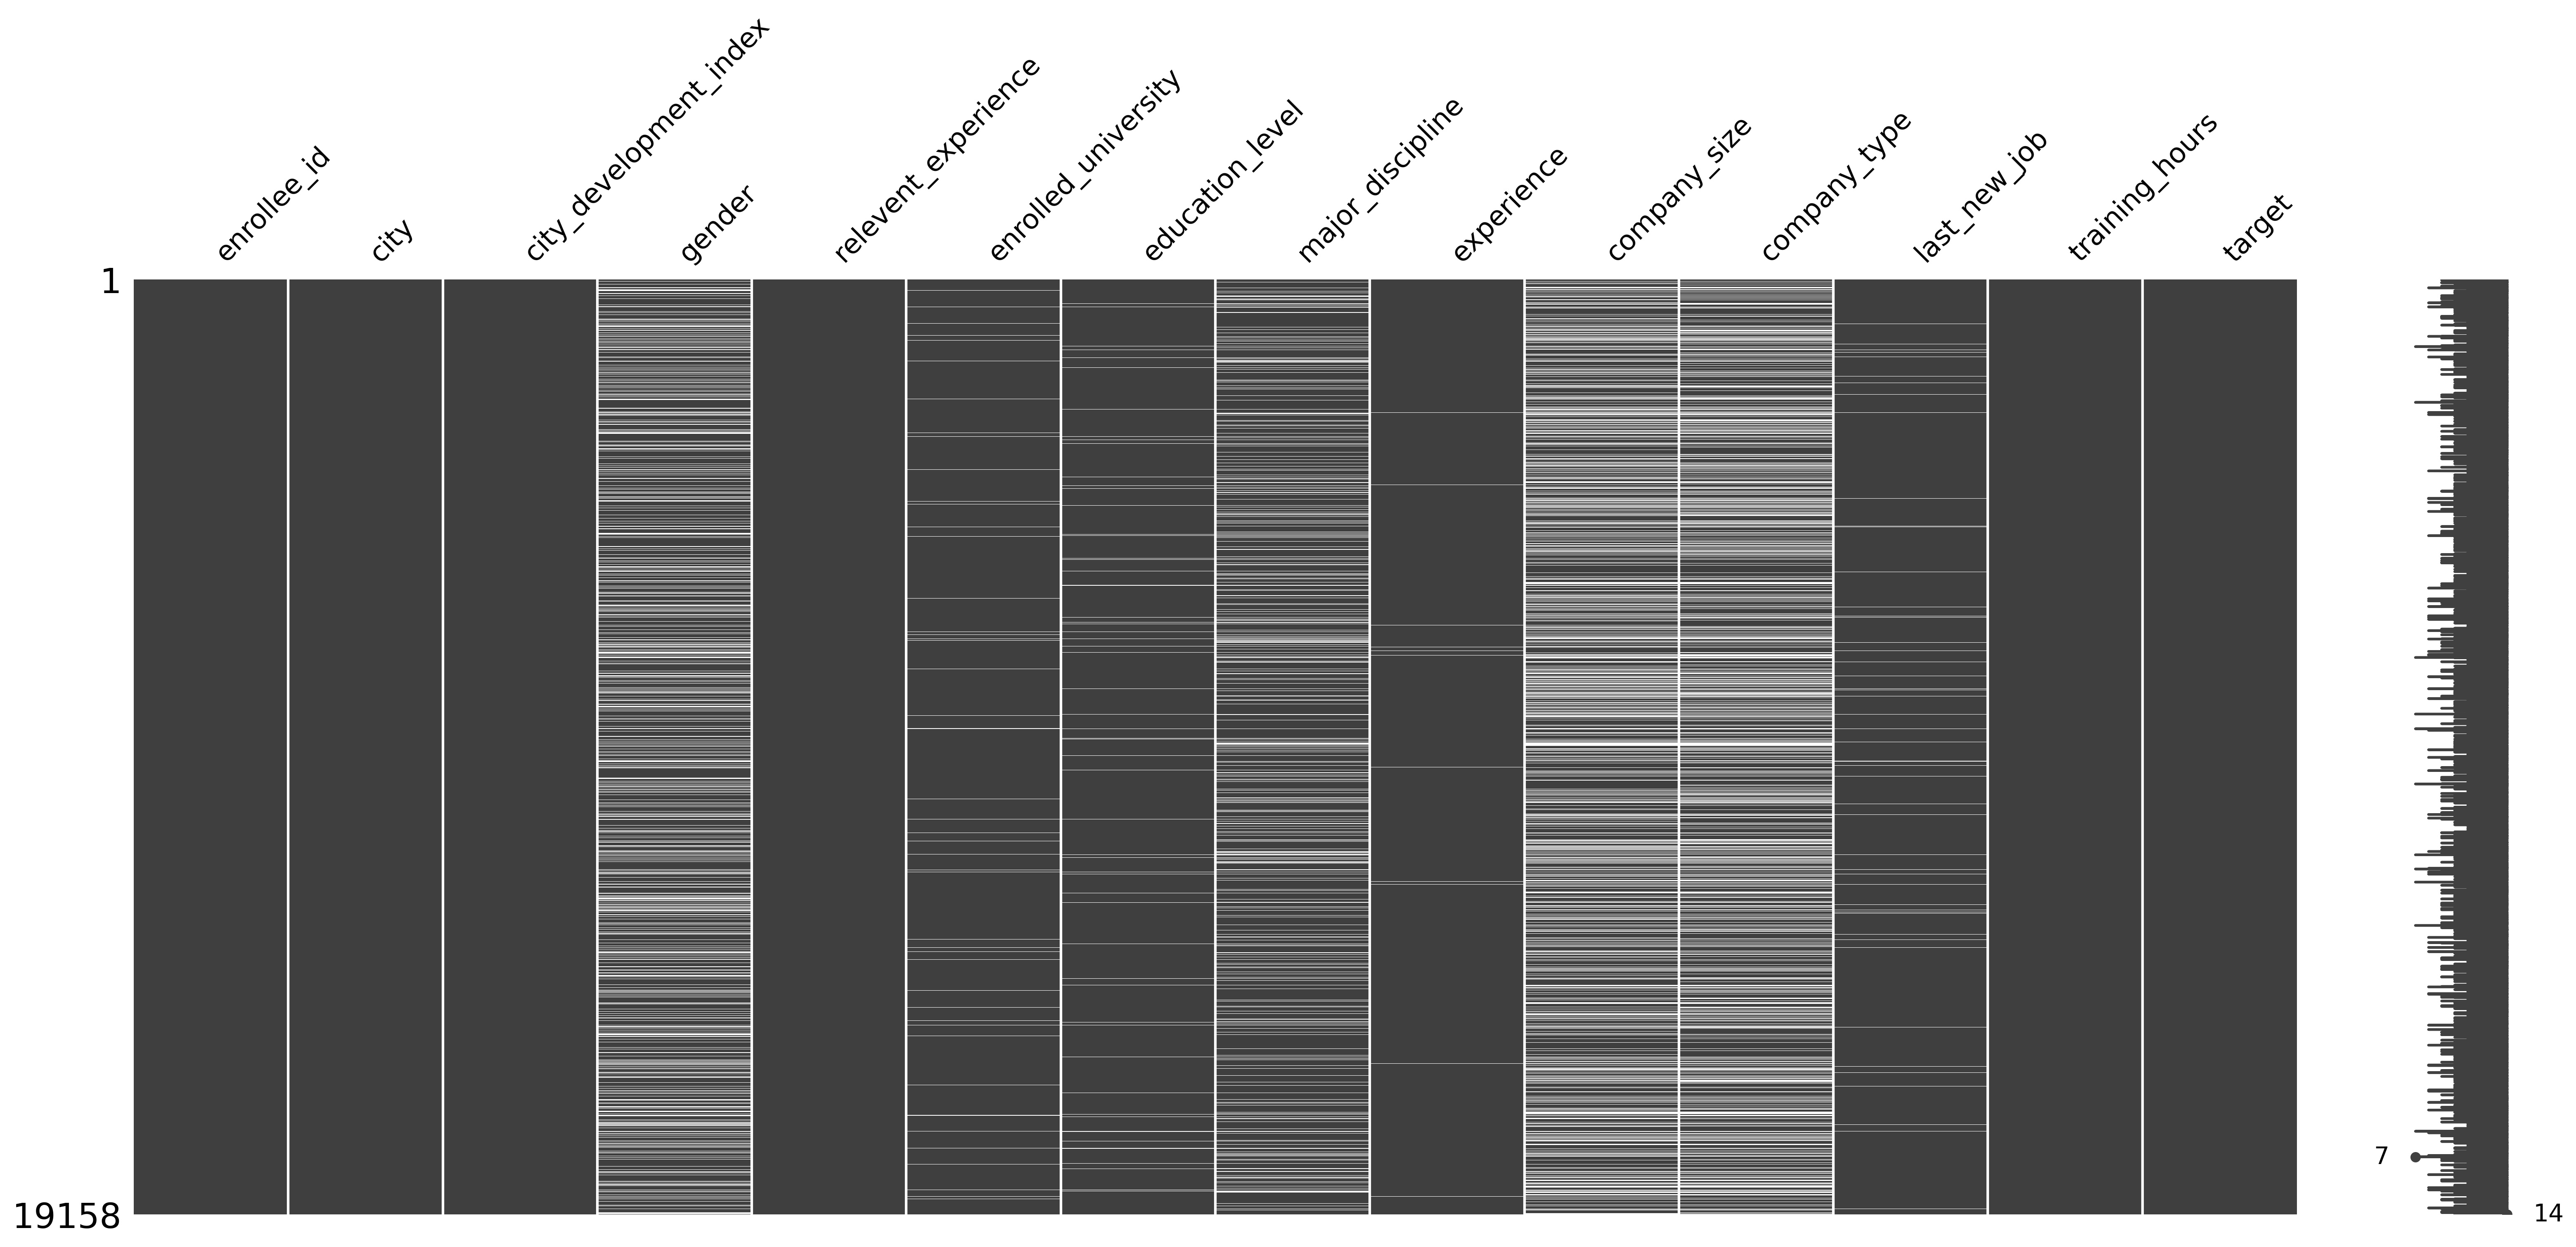 enrollee_id
city
city_development_index
gender
relevent_experience
enrolled_university
education_level
major_discipline
experience
company_size
company_type
last_new_job
training_hours
target
1
7
19158
14